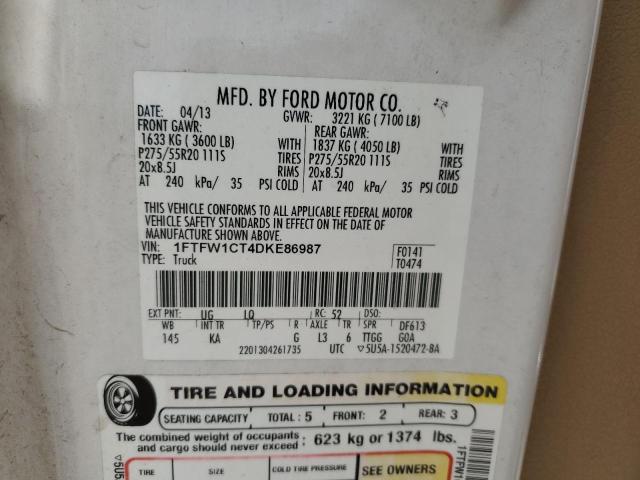 MFD. BY FORD MOTOR CO.
DATE: 04/13 GVWR: 3221 KG ( 7100 LB)
FRONT GAWR: REAR GAWR:
1633 KG ( 3600 LB) WITH 1837 KG ( 4050 LB) WITH
P275/55R20 111S TIRES P275/55R20 111S TIRES
20x8.5J RIMS 20x8.5J RIMS
AT 240 kPa/ 35 PSI COLD AT 240 kPa/ 35 PSI COLD
THIS VEHICLE CONFORMS TO ALL APPLICABLE FEDERAL MOTOR
VEHICLE SAFETY STANDARDS IN EFFECT ON THE DATE OF
MANUFACTURE SHOWN ABOVE.
VIN: 1FTFW1CT4DKE86987 F0141
TYPE: Truck T0474
EXT PNT: UG LQ RC: 52 DSO:
WB INT TR TP/PS R AXLE TR SPR DF613
145 KA G L3 6 TTGG GOA
2201304261735 UTC ▽5U5A-1520472-BA
TIRE AND LOADING INFORMATION
SEATING CAPACITY TOTAL: 5 FRONT: 2 REAR: 3
The combined weight of occupants
and cargo should never exceed: 623 kg or 1374 lbs.
TIRE SIZE COLD TIRE PRESSURE SEE OWNERS
▽5U5
1FTFW1